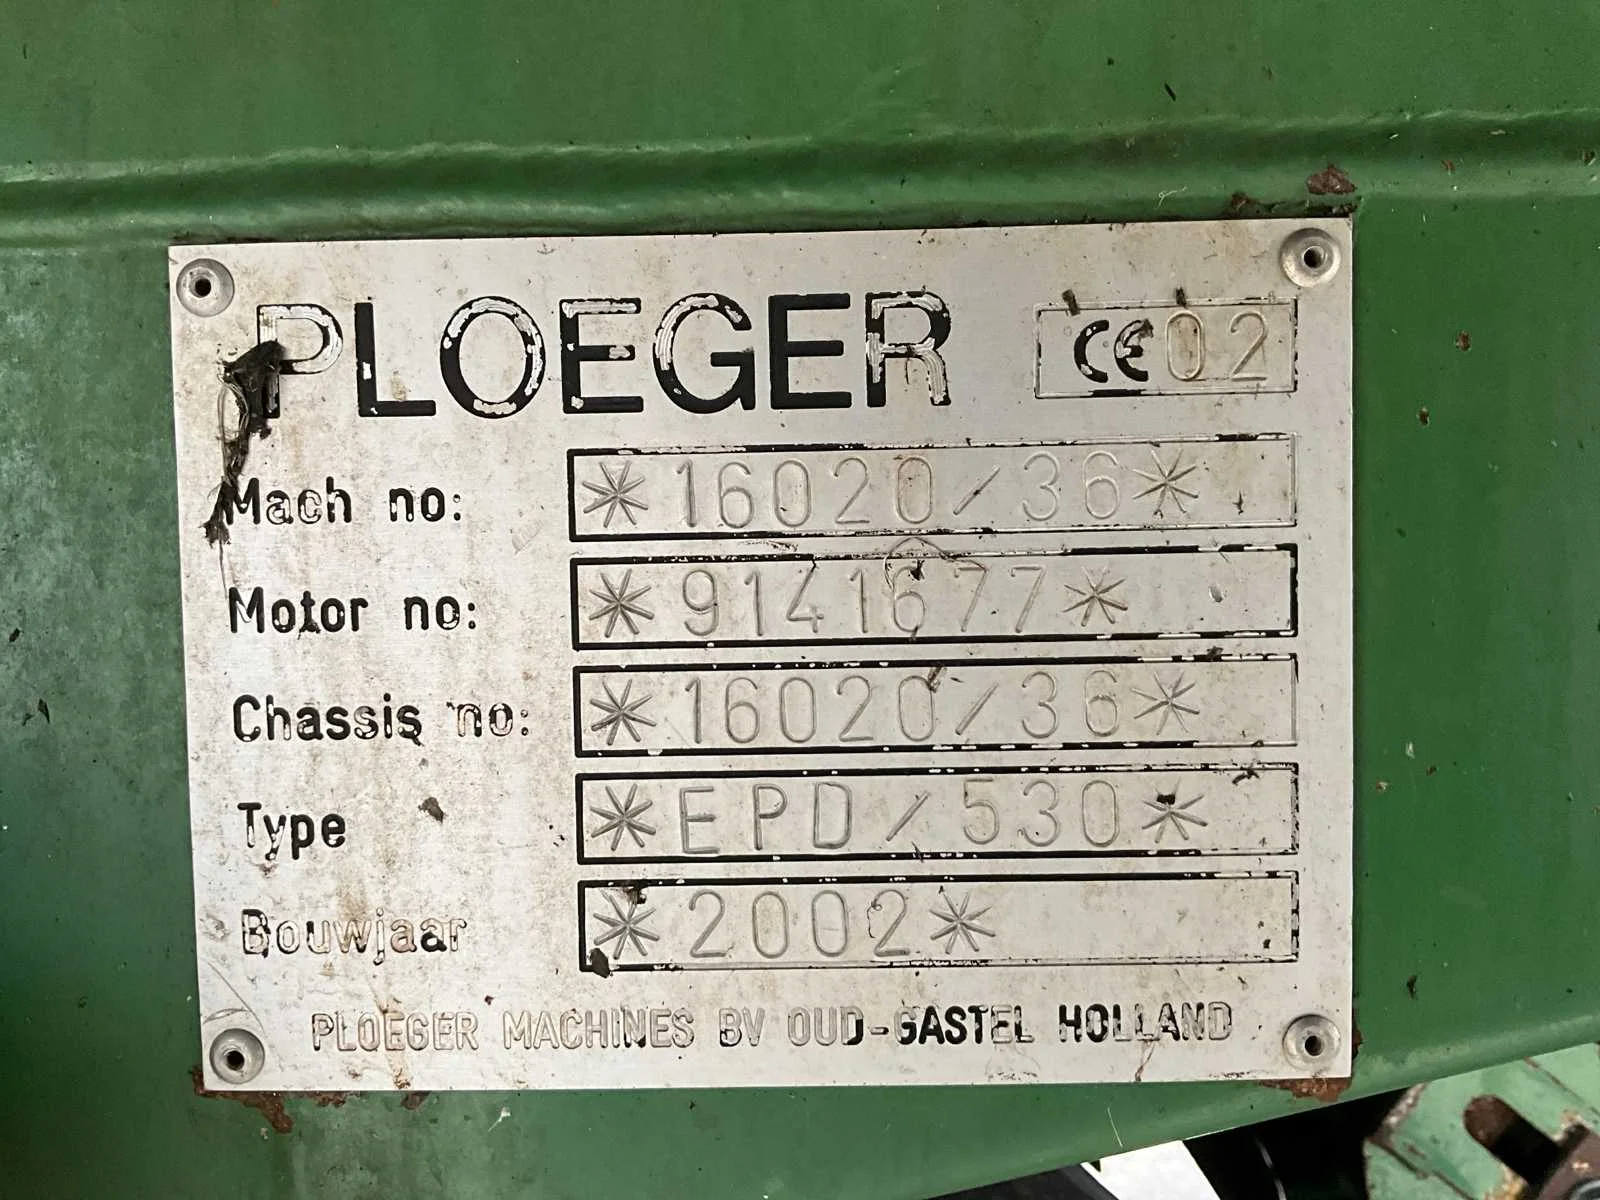 PLOEGER CE 02
Mach no: *16020/36*
Motor no: *9141677*
Chassis no: *16020/36*
Type *EPD/530*
Bouwjaar *2002*
PLOEGER MACHINES BV OUD-GASTEL HOLLAND